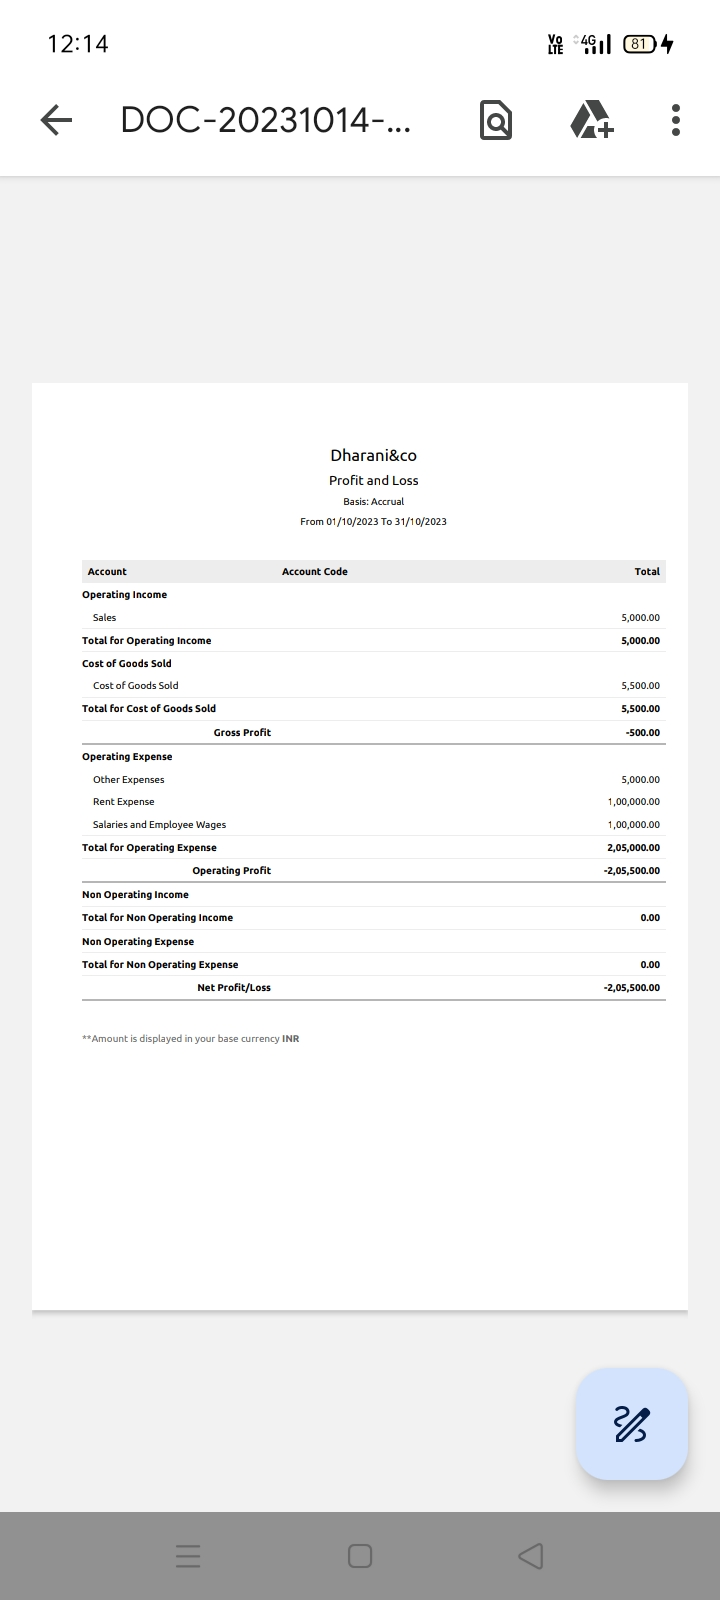 12:14
Vo LTE 4G 81
DOC-20231014-...
Dharani&co
Profit and Loss
Basis: Accrual
From 01/10/2023 To 31/10/2023
Account Account Code Total
Operating Income
Sales 5,000.00
Total for Operating Income 5,000.00
Cost of Goods Sold
Cost of Goods Sold 5,500.00
Total for Cost of Goods Sold 5,500.00
Gross Profit -500.00
Operating Expense
Other Expenses 5,000.00
Rent Expense 1,00,000.00
Salaries and Employee Wages 1,00,000.00
Total for Operating Expense 2,05,000.00
Operating Profit -2,05,500.00
Non Operating Income
Total for Non Operating Income 0.00
Non Operating Expense
Total for Non Operating Expense 0.00
Net Profit/Loss -2,05,500.00
**Amount is displayed in your base currency INR